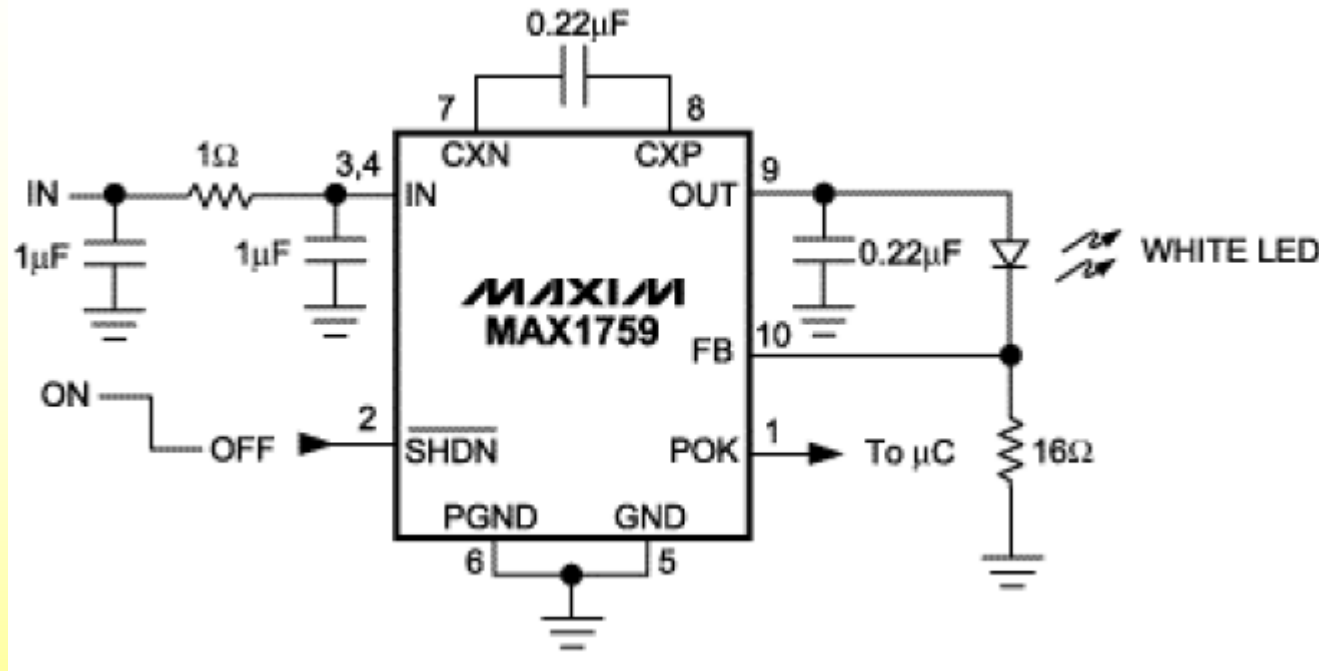 0.22µF
7
8
CXN
CXP
1Ω
3,4
9
IN
IN
OUT
1µF
1µF
0.22µF
WHITE LED
MAXIM
MAX1759
10
FB
ON
2
1
OFF
SHDN
POK
To µC
16Ω
PGND
GND
6
5